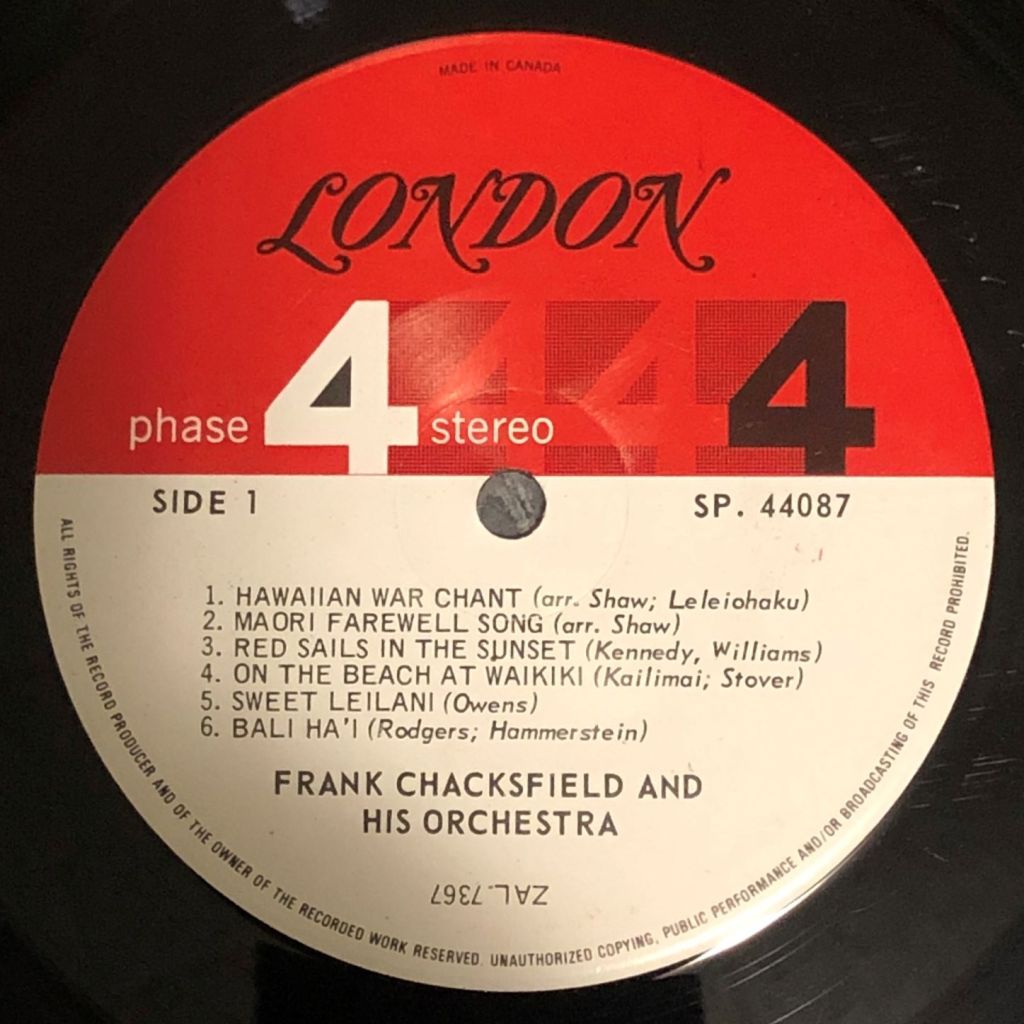 MADE IN CANADA
LONDON
phase 4 stereo 4
SIDE 1 SP. 44087
1. HAWAIIAN WAR CHANT (arr. Shaw; Leleiohaku)
2. MAORI FAREWELL SONG (arr. Shaw)
3. RED SAILS IN THE SUNSET (Kennedy, Williams)
4. ON THE BEACH AT WAIKIKI (Kailimai; Stover)
5. SWEET LEILANI (Owens)
6. BALI HA'I (Rodgers; Hammerstein)
FRANK CHACKSFIELD AND
HIS ORCHESTRA
ZAL.7367
ALL RIGHTS OF THE RECORD PRODUCER AND OF THE OWNER OF THE RECORDED WORK RESERVED. UNAUTHORIZED COPYING, PUBLIC PERFORMANCE AND/OR BROADCASTING OF THIS RECORD PROHIBITED.